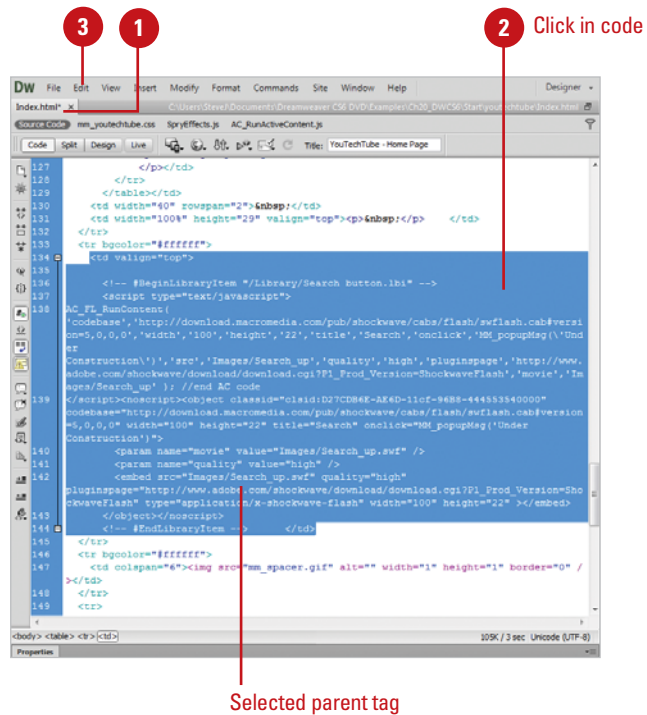 3 1 2 Click in code
DW File Edit View Insert Modify Format Commands Site Window Help Designer
Index.html* x C:\Users\SteveJ\Documents\Dreamweaver CS6 DVD\Examples\Ch20_DWCS6\Start\youtechtube\Index.html
Source Code mm_youtechtube.css SpryEffects.js AC_RunActiveContent.js
Code Split Design Live Title: YouTechTube - Home Page
127 </p></td>
128 </tr>
129 </table></td>
130 <td width="40" rowspan="2">&nbsp;</td>
131 <td width="100%" height="29" valign="top"><p>&nbsp;</p> </td>
132 </tr>
133 <tr bgcolor="#ffffff">
134 <td valign="top">
135
136 <!-- #BeginLibraryItem "/Library/Search button.lbi" -->
137 <script type="text/javascript">
138 AC_FL_RunContent(
'codebase','http://download.macromedia.com/pub/shockwave/cabs/flash/swflash.cab#versi
on=5,0,0,0','width','100','height','22','title','Search','onclick','MM_popupMsg(\'Und
er
Construction\')','src','Images/Search_up','quality','high','pluginspage','http://www.
adobe.com/shockwave/download/download.cgi?P1_Prod_Version=ShockwaveFlash','movie','Im
ages/Search_up' ); //end AC code
139 </script><noscript><object classid="clsid:D27CDB6E-AE6D-11cf-96B8-444553540000"
codebase="http://download.macromedia.com/pub/shockwave/cabs/flash/swflash.cab#version
=5,0,0,0" width="100" height="22" title="Search" onclick="MM_popupMsg('Under
Construction')">
140 <param name="movie" value="Images/Search_up.swf" />
141 <param name="quality" value="high" />
142 <embed src="Images/Search_up.swf" quality="high"
pluginspage="http://www.adobe.com/shockwave/download/download.cgi?P1_Prod_Version=Sho
ckwaveFlash" type="application/x-shockwave-flash" width="100" height="22" ></embed>
143 </object></noscript>
144 <!-- #EndLibraryItem --> </td>
145 </tr>
146 <tr bgcolor="#ffffff">
147 <td colspan="6"><img src="mm_spacer.gif" alt="" width="1" height="1" border="0" /
></td>
148 </tr>
149 <tr>
<body> <table> <tr> <td> 105K / 3 sec Unicode (UTF-8)
Properties
Selected parent tag